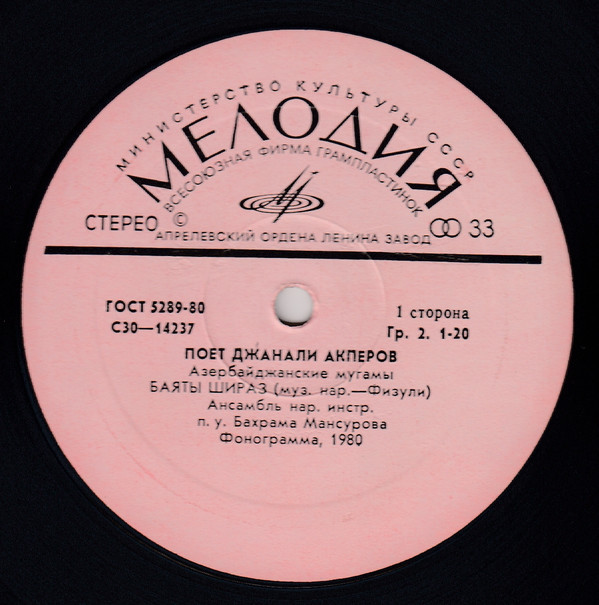 МИНИСТЕРСТВО КУЛЬТУРЫ СССР
МЕЛОДИЯ
ВСЕСОЮЗНАЯ ФИРМА ГРАМПЛАСТИНОК
СТЕРЕО © 33
АПРЕЛЕВСКИЙ ОРДЕНА ЛЕНИНА ЗАВОД
ГОСТ 5289-80
С30—14237
1 сторона
Гр. 2. 1-20
ПОЕТ ДЖАНАЛИ АКПЕРОВ
Азербайджанские мугамы
БАЯТЫ ШИРАЗ (муз. нар.—Физули)
Ансамбль нар. инстр.
п. у. Бахрама Мансурова
Фонограмма, 1980